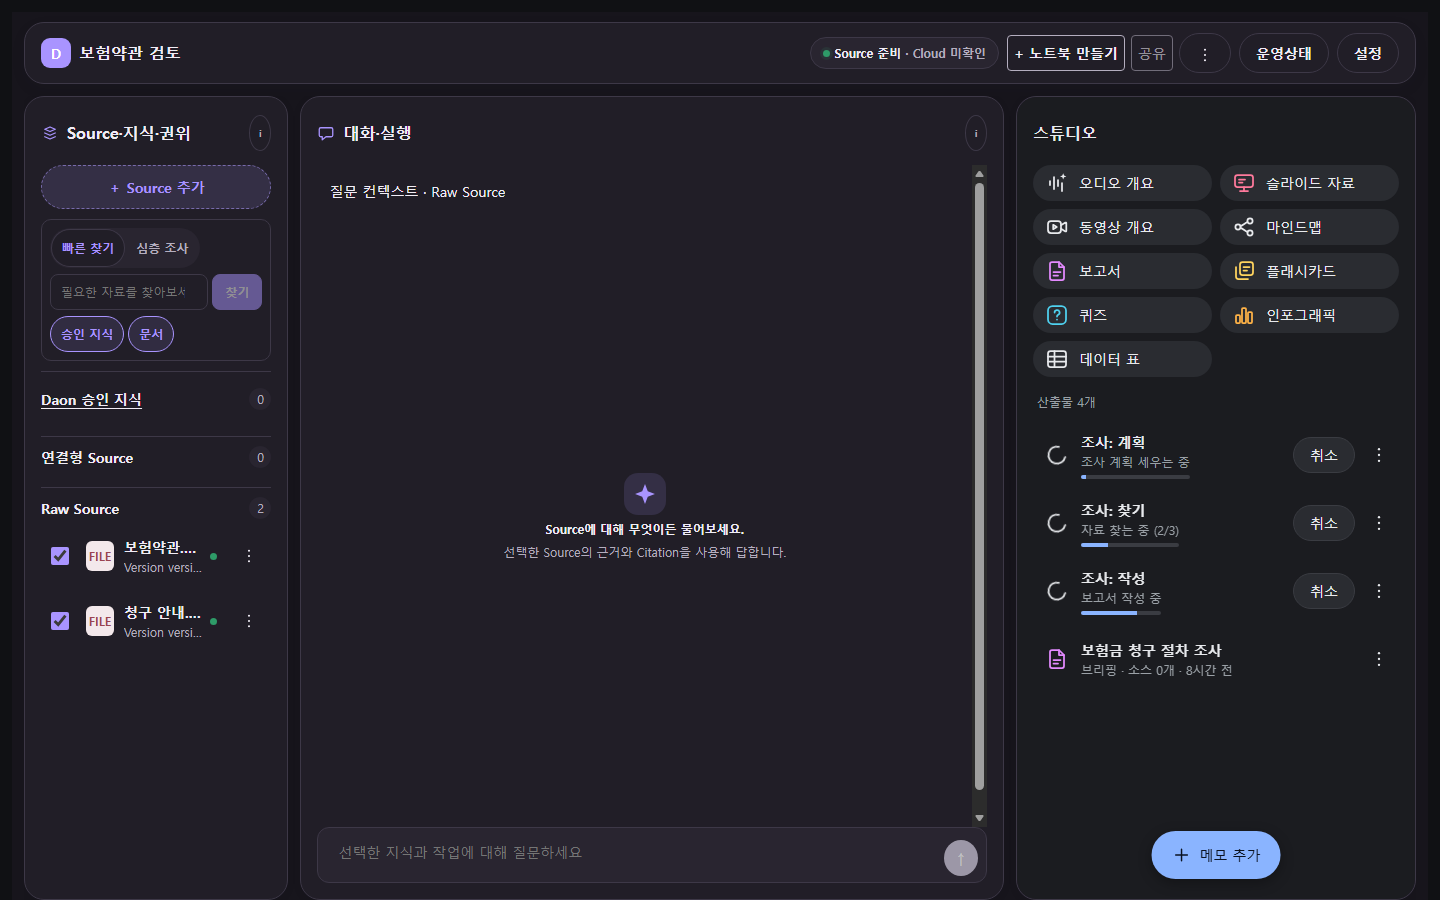 D 보험약관 검토
Source 준비 · Cloud 미확인
+ 노트북 만들기
공유
⋮
운영상태
설정
Source·지식·권위
i
+ Source 추가
빠른 찾기
심층 조사
필요한 자료를 찾아보
찾기
승인 지식
문서
Daon 승인 지식 0
연결형 Source 0
Raw Source 2
FILE 보험약관....
Version versi...
FILE 청구 안내....
Version versi...
대화·실행
i
질문 컨텍스트 · Raw Source
Source에 대해 무엇이든 물어보세요.
선택한 Source의 근거와 Citation을 사용해 답합니다.
선택한 지식과 작업에 대해 질문하세요
↑
스튜디오
오디오 개요
슬라이드 자료
동영상 개요
마인드맵
보고서
플래시카드
퀴즈
인포그래픽
데이터 표
산출물 4개
조사: 계획
조사 계획 세우는 중
취소
조사: 찾기
자료 찾는 중 (2/3)
취소
조사: 작성
보고서 작성 중
취소
보험금 청구 절차 조사
브리핑 · 소스 0개 · 8시간 전
+ 메모 추가